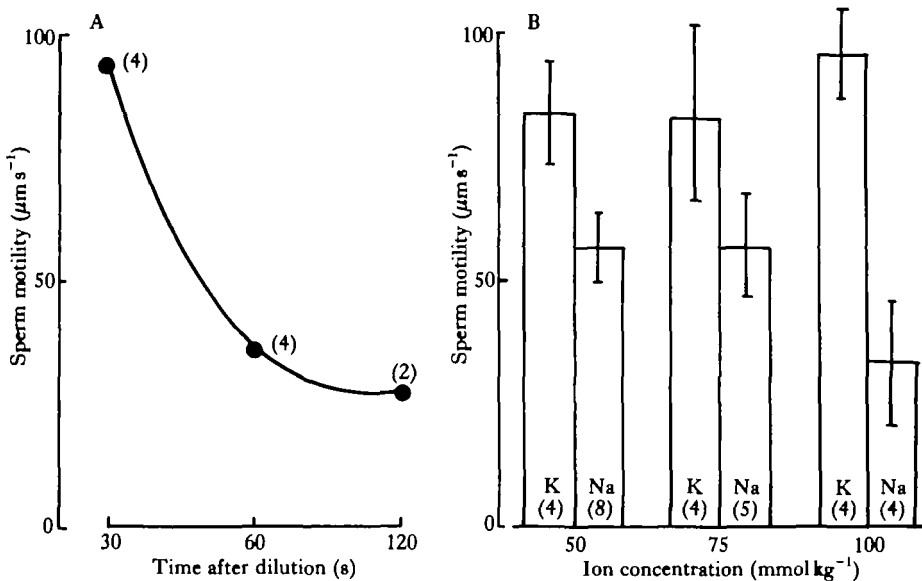 A
100
50
0
Sperm motility (μm s⁻¹)
(4)
(4)
(2)
30 60 120
Time after dilution (s)
B
100
50
0
Sperm motility (μm s⁻¹)
K Na K Na K Na
(4) (8) (4) (5) (4) (4)
50 75 100
Ion concentration (mmol kg⁻¹)